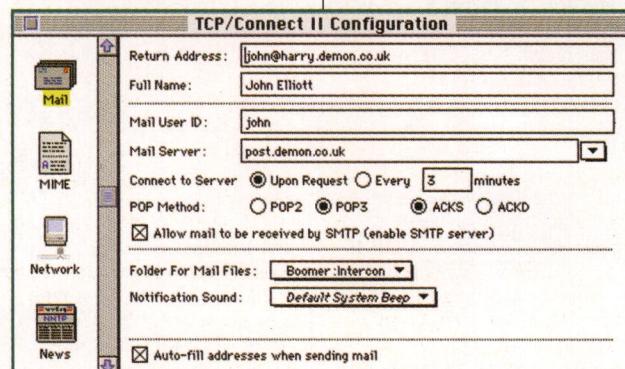 TCP/Connect II Configuration
Mail
MIME
Network
NNTP
News
Return Address: john@harry.demon.co.uk
Full Name: John Elliott
Mail User ID: john
Mail Server: post.demon.co.uk
Connect to Server Upon Request Every 3 minutes
POP Method: POP2 POP3 ACKS ACKD
Allow mail to be received by SMTP (enable SMTP server)
Folder For Mail Files: Boomer:Intercon
Notification Sound: Default System Beep
Auto-fill addresses when sending mail